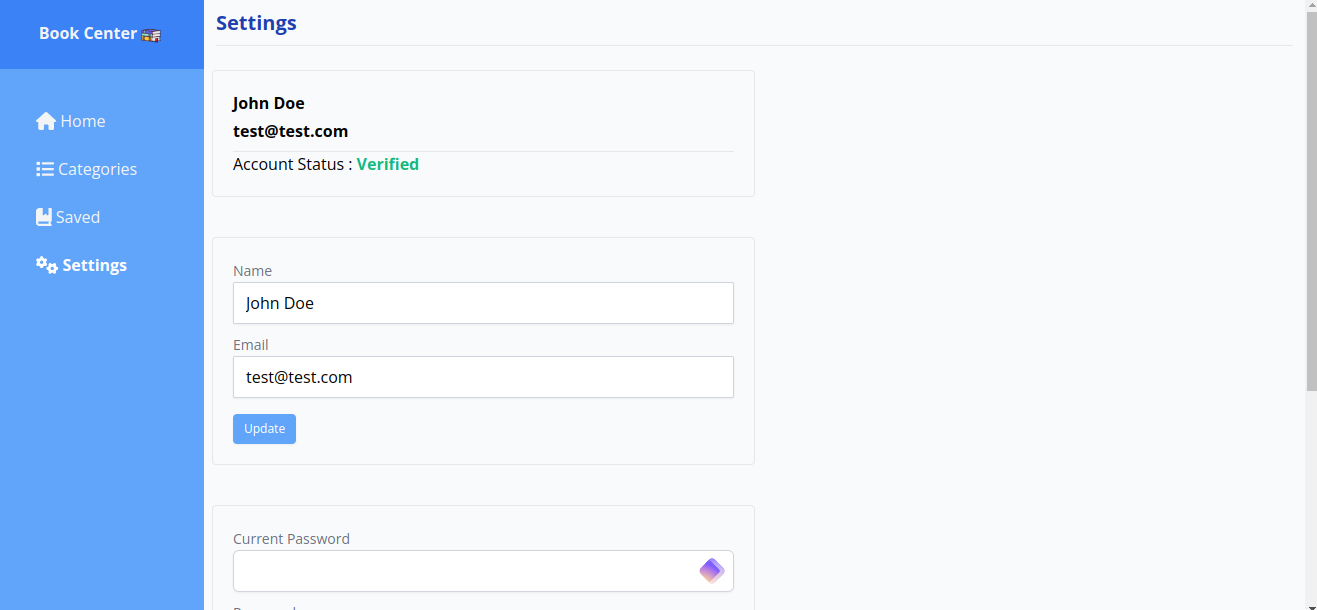 Book Center
Settings
Home
Categories
Saved
Settings
John Doe
test@test.com
Account Status : Verified
Name
John Doe
Email
test@test.com
Update
Current Password